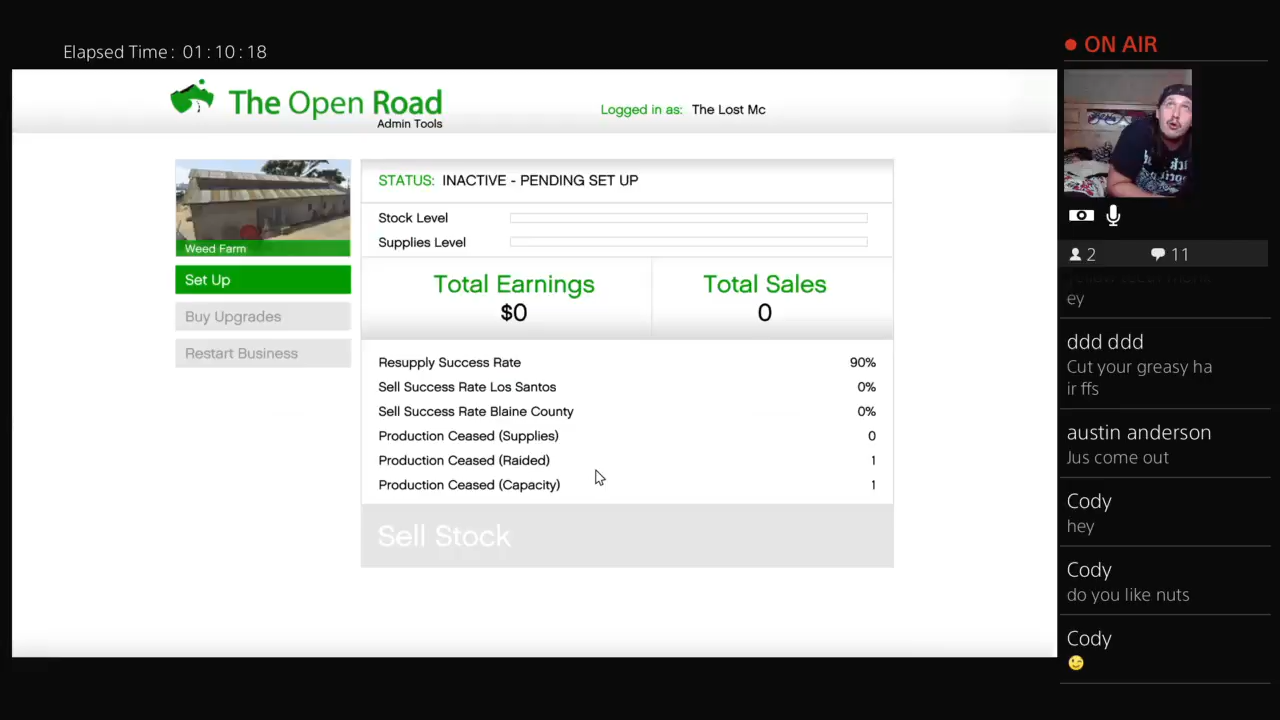 Elapsed Time: 01:10:18
ON AIR
The Open Road
Admin Tools
Logged in as: The Lost Mc
Weed Farm
Set Up
Buy Upgrades
Restart Business
STATUS: INACTIVE - PENDING SET UP
Stock Level
Supplies Level
Total Earnings
$0
Total Sales
0
Resupply Success Rate 90%
Sell Success Rate Los Santos 0%
Sell Success Rate Blaine County 0%
Production Ceased (Supplies) 0
Production Ceased (Raided) 1
Production Ceased (Capacity) 1
Sell Stock
2 11
ey
ddd ddd
Cut your greasy ha
ir ffs
austin anderson
Jus come out
Cody
hey
Cody
do you like nuts
Cody
😉